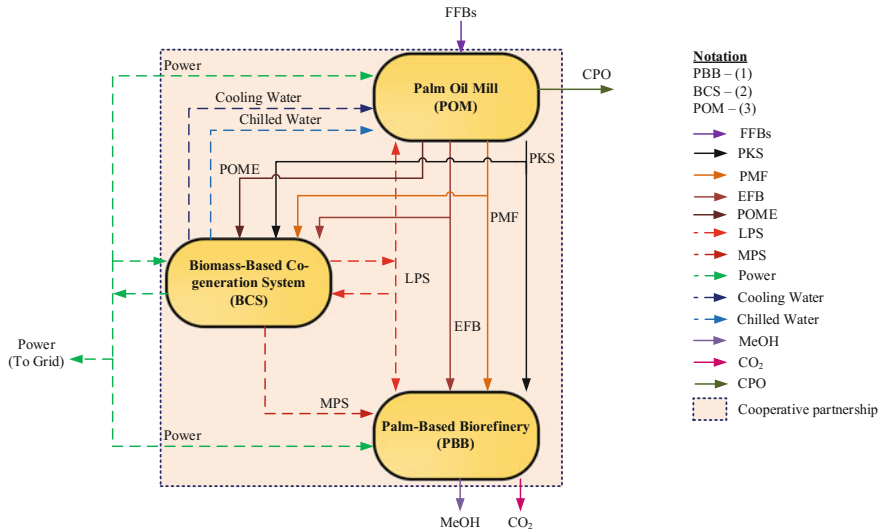 FFBs
Power
Palm Oil Mill
(POM)
CPO
Cooling Water
Chilled Water
POME
PKS
PMF
Biomass-Based Co-
generation System
(BCS)
LPS
EFB
Power
(To Grid)
MPS
Power
Palm-Based Biorefinery
(PBB)
MeOH
CO₂
Notation
PBB – (1)
BCS – (2)
POM – (3)
FFBs
PKS
PMF
EFB
POME
LPS
MPS
Power
Cooling Water
Chilled Water
MeOH
CO₂
CPO
Cooperative partnership